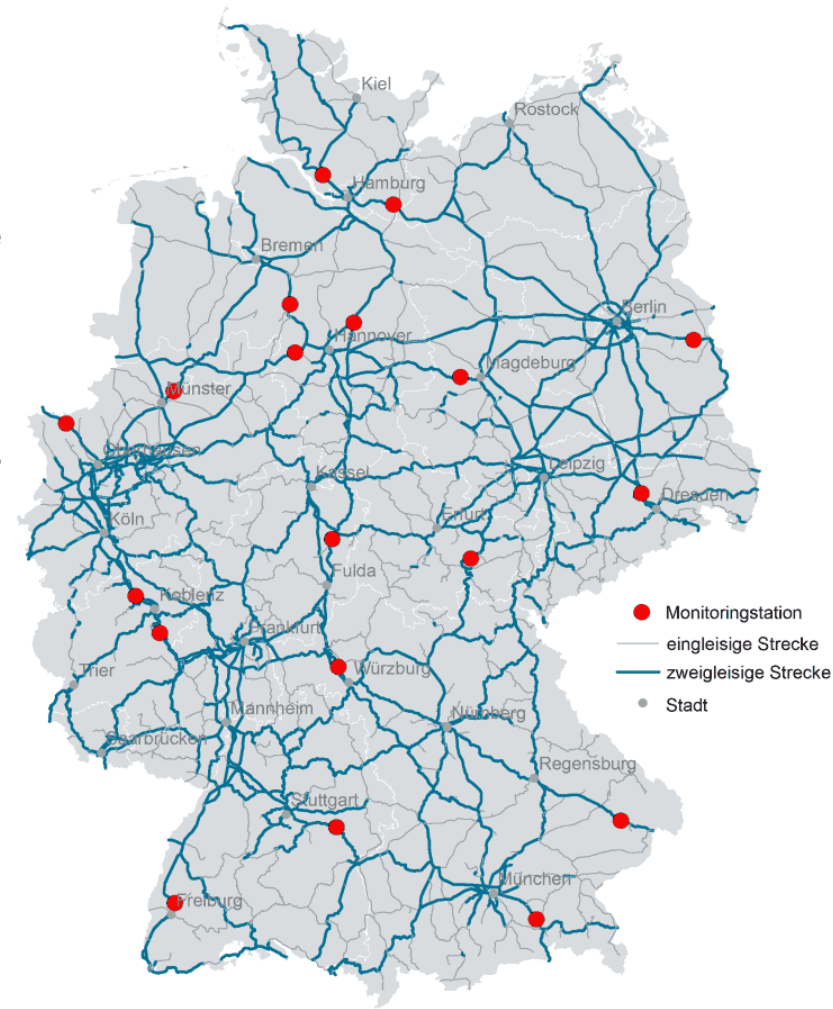 Kiel
Rostock
Hamburg
Bremen
Berlin
Hannover
Magdeburg
Münster
Oberhausen
Kassel
Leipzig
Dresden
Köln
Erfurt
Fulda
Koblenz
Monitoringstation
Frankfurt
eingleisige Strecke
Trier
Würzburg
zweigleisige Strecke
Stadt
Mannheim
Nürnberg
Saarbrücken
Regensburg
Stuttgart
München
Freiburg